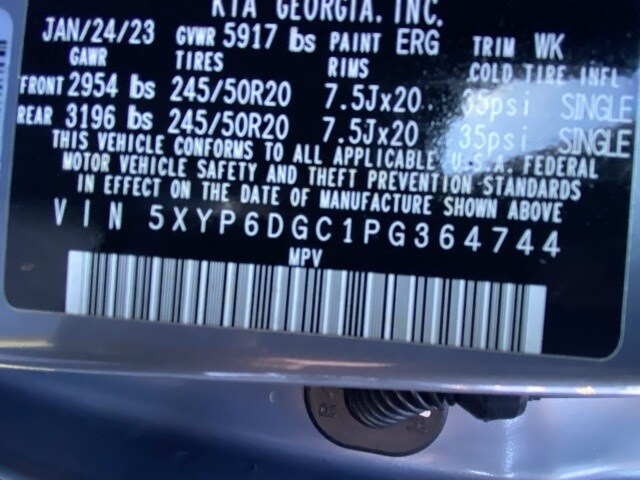 KIA GEORGIA, INC.
JAN/24/23 GVWR 5917 lbs PAINT ERG TRIM WK
GAWR TIRES RIMS COLD TIRE INFL
FRONT 2954 lbs 245/50R20 7.5Jx20 35psi SINGLE
REAR 3196 lbs 245/50R20 7.5Jx20 35psi SINGLE
THIS VEHICLE CONFORMS TO ALL APPLICABLE U.S.A. FEDERAL
MOTOR VEHICLE SAFETY AND THEFT PREVENTION STANDARDS
IN EFFECT ON THE DATE OF MANUFACTURE SHOWN ABOVE
VIN 5XYP6DGC1PG364744
MPV